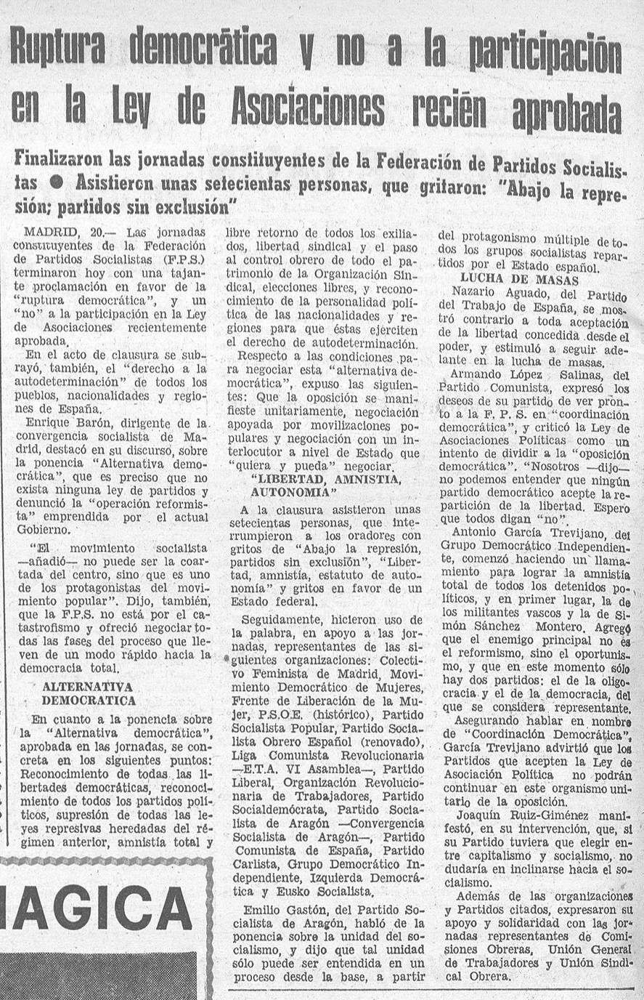 Ruptura democrática y no a la participación
en la Ley de Asociaciones recién aprobada
Finalizaron las jornadas constituyentes de la Federación de Partidos Socialis-
tas ● Asistieron unas setecientas personas, que gritaron: "Abajo la repre-
sión; partidos sin exclusión"
MADRID, 20.— Las jornadas
constituyentes de la Federación
de Partidos Socialistas (F.P.S.)
terminaron hoy con una tajan-
te proclamación en favor de la
"ruptura democrática", y un
"no" a la participación en la Ley
de Asociaciones recientemente
aprobada.
En el acto de clausura se sub-
rayó, también, el "derecho a la
autodeterminación" de todos los
pueblos, nacionalidades y regio-
nes de España.
Enrique Barón, dirigente de la
convergencia socialista de Ma-
drid, destacó en su discurso, sobre
la ponencia "Alternativa demo-
crática", que es preciso que no
exista ninguna ley de partidos y
denunció la "operación reformis-
ta" emprendida por el actual
Gobierno.
"El movimiento socialista
—añadió— no puede ser la coar-
tada del centro, sino que es uno
de los protagonistas del movi-
miento popular". Dijo, también,
que la F.P.S. no está por el ca-
tastrofismo y ofreció negociar to-
das las fases del proceso que lle-
ven de un modo rápido hacia la
democracia total.
ALTERNATIVA
DEMOCRATICA
En cuanto a la ponencia sobre
la "Alternativa democrática",
aprobada en las jornadas, se con-
creta en los siguientes puntos:
Reconocimiento de todas las li-
bertades democráticas, reconoci-
miento de todos los partidos polí-
ticos, supresión de todas las le-
yes represivas heredadas del ré-
gimen anterior, amnistía total y
libre retorno de todos los exilia-
dos, libertad sindical y el paso
al control obrero de todo el pa-
trimonio de la Organización Sin-
dical, elecciones libres, y recono-
cimiento de la personalidad polí-
tica de las nacionalidades y re-
giones para que éstas ejerciten
el derecho de autodeterminación.
Respecto a las condiciones pa-
ra negociar esta "alternativa de-
mocrática", expuso las siguien-
tes: Que la oposición se mani-
fieste unitariamente, negociación
apoyada por movilizaciones po-
pulares y negociación con un in-
terlocutor a nivel de Estado que
"quiera y pueda" negociar.
"LIBERTAD, AMNISTIA,
AUTONOMIA"
A la clausura asistieron unas
setecientas personas, que inte-
rrumpieron a los oradores con
gritos de "Abajo la represión,
partidos sin exclusión", "Liber-
tad, amnistía, estatuto de auto-
nomía" y gritos en favor de un
Estado federal.
Seguidamente, hicieron uso de
la palabra, en apoyo a las jor-
nadas, representantes de las si-
guientes organizaciones: Colecti-
vo Feminista de Madrid, Movi-
miento Democrático de Mujeres,
Frente de Liberación de la Mu-
jer, P.S.O.E. (histórico), Partido
Socialista Popular, Partido Socia-
lista Obrero Español (renovado),
Liga Comunista Revolucionaria
—E.T.A. VI Asamblea—, Partido
Liberal, Organización Revolucio-
naria de Trabajadores, Partido
Socialdemócrata, Partido Socia-
lista de Aragón —Convergencia
Socialista de Aragón—, Partido
Comunista de España, Partido
Carlista, Grupo Democrático In-
dependiente, Izquierda Democrá-
tica y Eusko Socialista.
Emilio Gastón, del Partido So-
cialista de Aragón, habló de la
ponencia sobre la unidad del so-
cialismo, y dijo que tal unidad
sólo puede ser entendida en un
proceso desde la base, a partir
del protagonismo múltiple de to-
dos los grupos socialistas repar-
tidos por el Estado español.
LUCHA DE MASAS
Nazario Aguado, del Partido
del Trabajo de España, se mos-
tró contrario a toda aceptación
de la libertad concedida desde el
poder, y estimuló a seguir ade-
lante en la lucha de masas.
Armando López Salinas, del
Partido Comunista, expresó los
deseos de su partido de ver pron-
to a la F. P. S. en "coordinación
democrática", y criticó la Ley de
Asociaciones Políticas como un
intento de dividir a la "oposición
democrática". "Nosotros —dijo—
no podemos entender que ningún
partido democrático acepte la re-
partición de la libertad. Espero
que todos digan "no".
Antonio García Trevijano, del
Grupo Democrático Independien-
te, comenzó haciendo un llama-
miento para lograr la amnistía
total de todos los detenidos po-
líticos, y en primer lugar, la de
los militantes vascos y la de Si-
món Sánchez Montero. Agregó
que el enemigo principal no es
el reformismo, sino el oportunis-
mo, y que en este momento sólo
hay dos partidos: el de la oligo-
cracia y el de la democracia, del
que se considera representante.
Asegurando hablar en nombre
de "Coordinación Democrática",
García Trevijano advirtió que los
Partidos que acepten la Ley de
Asociación Política no podrán
continuar en este organismo uni-
tario de la oposición.
Joaquín Ruiz-Giménez mani-
festó, en su intervención, que, si
su Partido tuviera que elegir en-
tre capitalismo y socialismo, no
dudaría en inclinarse hacia el so-
cialismo.
Además de las organizaciones
y Partidos citados, expresaron su
apoyo y solidaridad con las jor-
nadas representantes de Comi-
siones Obreras, Unión General
de Trabajadores y Unión Sindi-
cal Obrera.
MAGICA